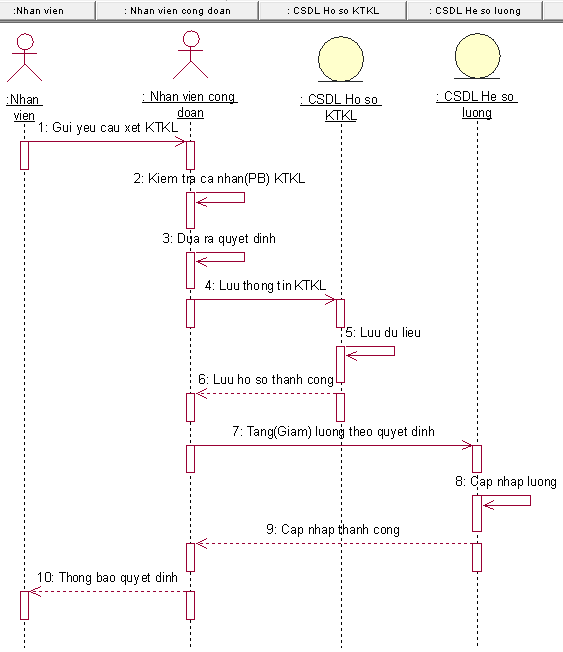 :Nhan vien
: Nhan vien cong doan
: CSDL Ho so KTKL
: CSDL He so luong
:Nhan
vien
: Nhan vien cong
doan
: CSDL Ho so
KTKL
: CSDL He so
luong
1: Gui yeu cau xet KTKL
2: Kiem tra ca nhan(PB) KTKL
3: Dua ra quyet dinh
4: Luu thong tin KTKL
5: Luu du lieu
6: Luu ho so thanh cong
7: Tang(Giam) luong theo quyet dinh
8: Cap nhap luong
9: Cap nhap thanh cong
10: Thong bao quyet dinh